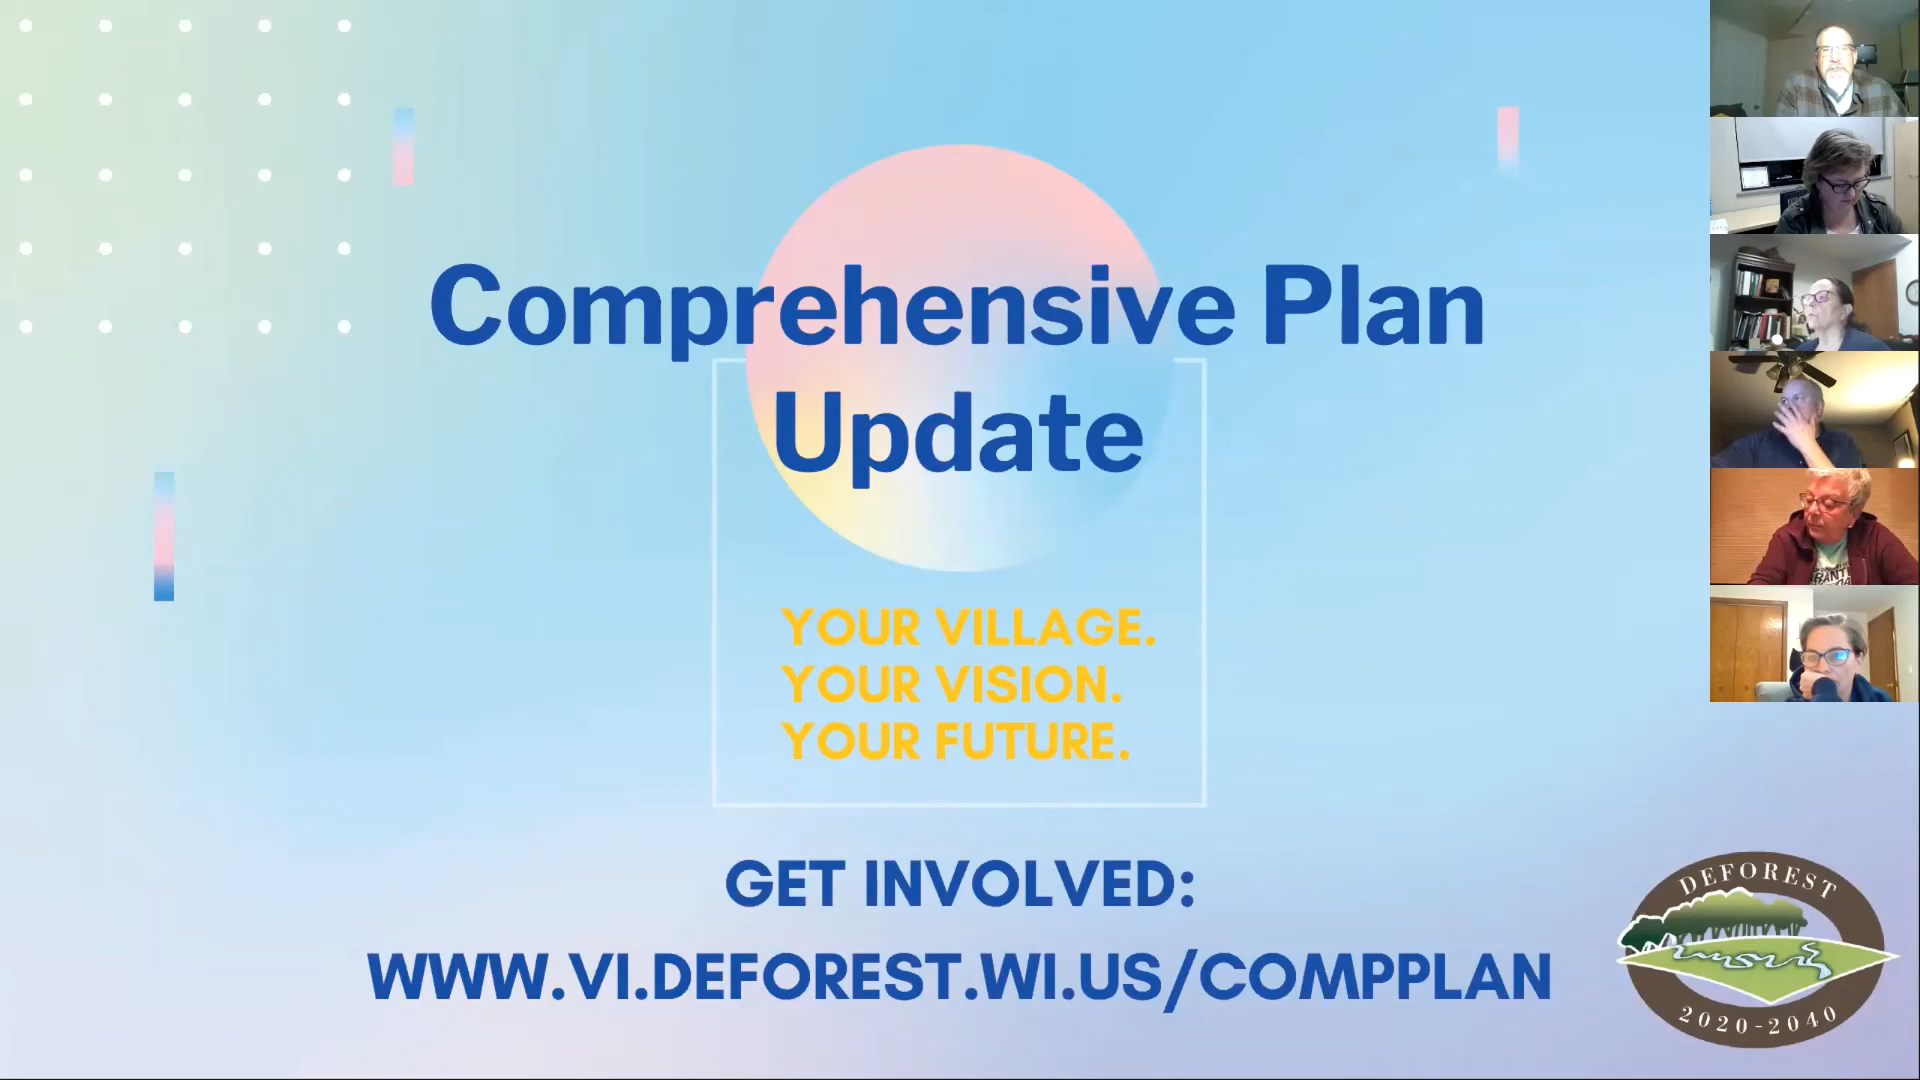 Comprehensive Plan
Update
YOUR VILLAGE.
YOUR VISION.
YOUR FUTURE.
GET INVOLVED:
WWW.VI.DEFOREST.WI.US/COMPPLAN
DEFOREST
2020-2040